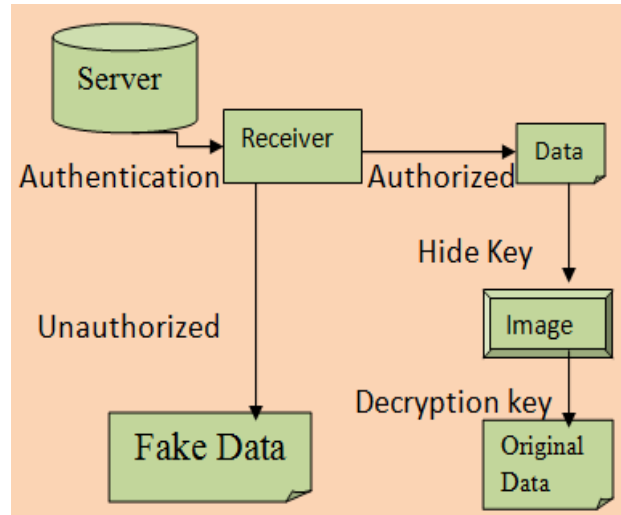 Server
Receiver
Data
Authentication
Authorized
Hide Key
Unauthorized
Image
Decryption key
Fake Data
Original
Data